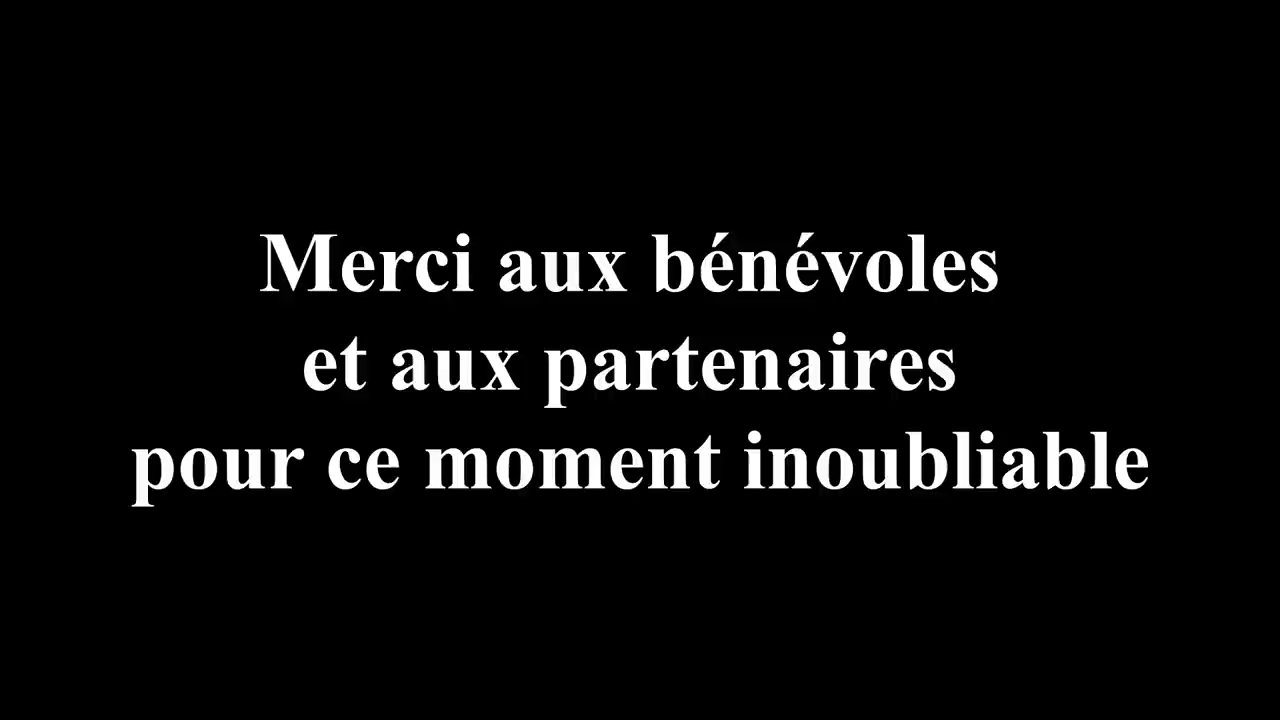 Merci aux bénévoles
et aux partenaires
pour ce moment inoubliable